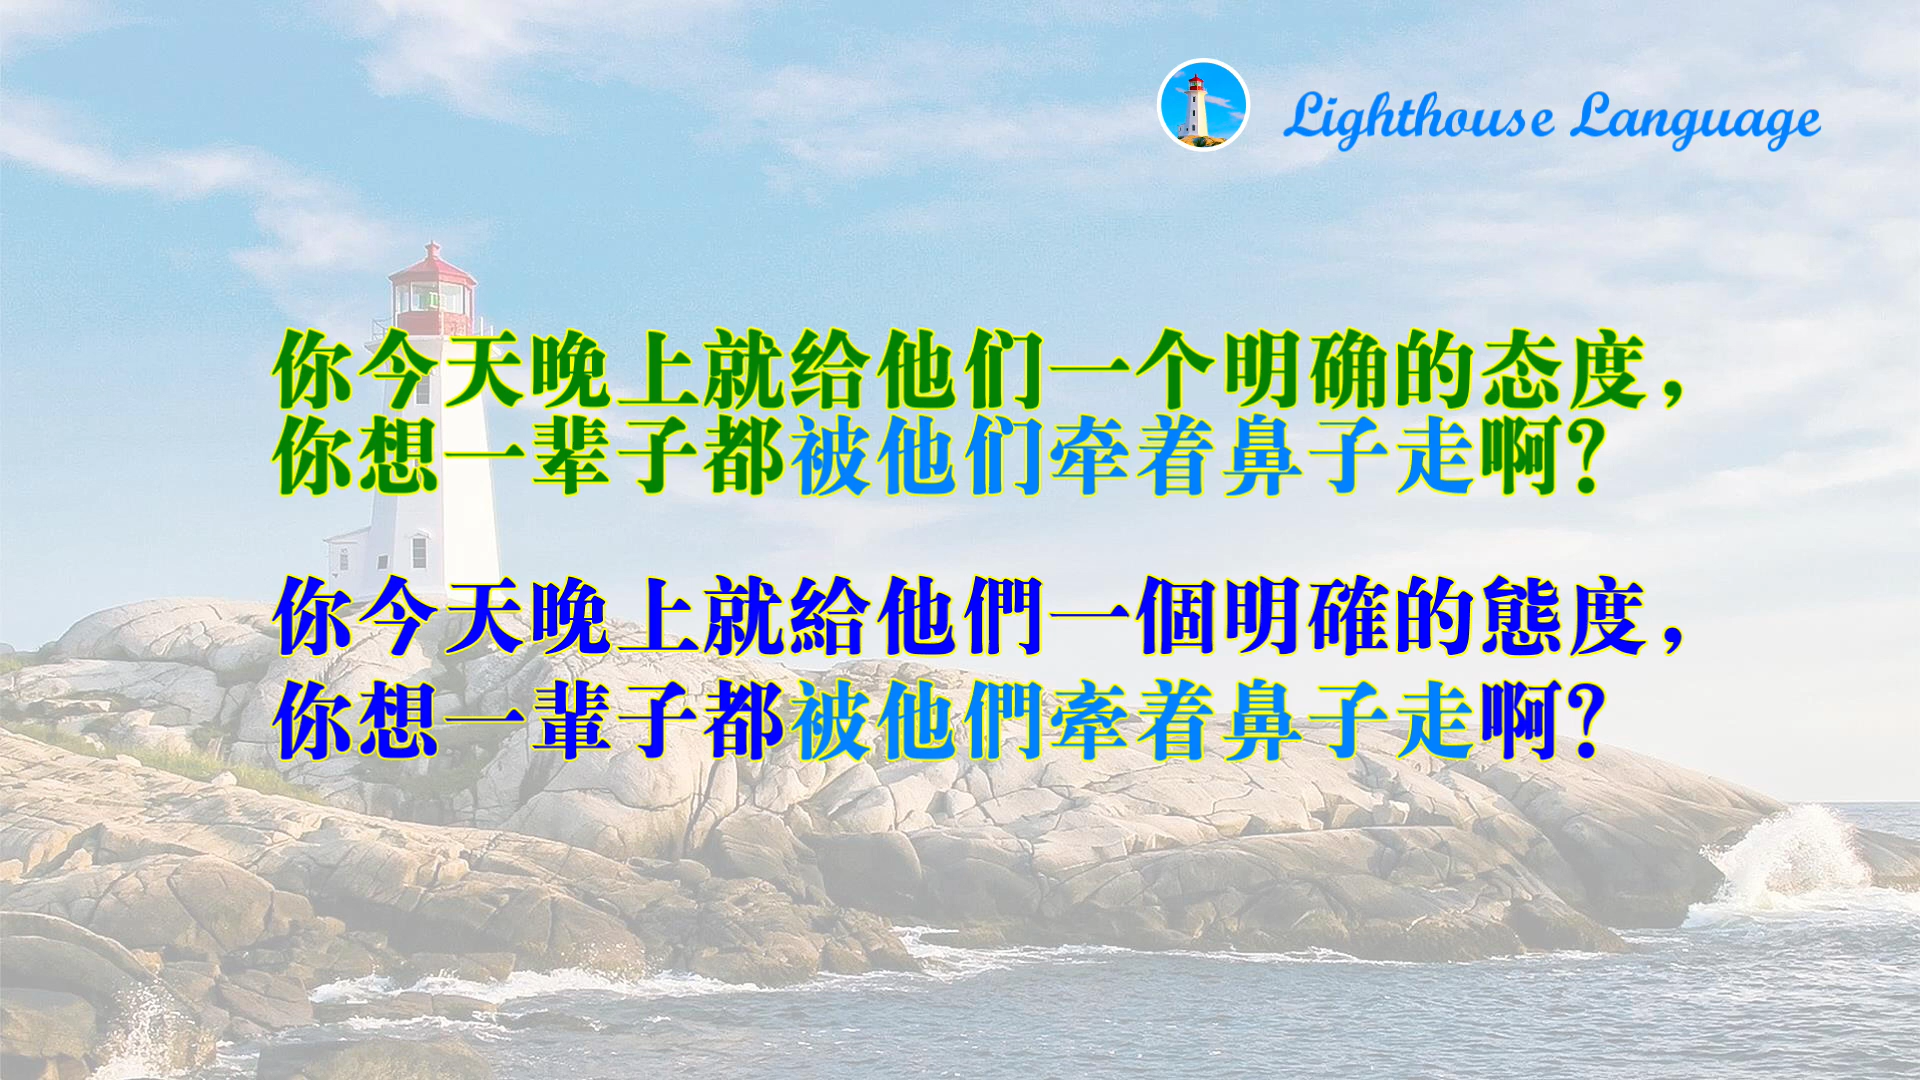 Lighthouse Language
你今天晚上就给他们一个明确的态度，
你想一辈子都被他们牵着鼻子走啊？
你今天晚上就給他們一個明確的態度，
你想一輩子都被他們牽着鼻子走啊？